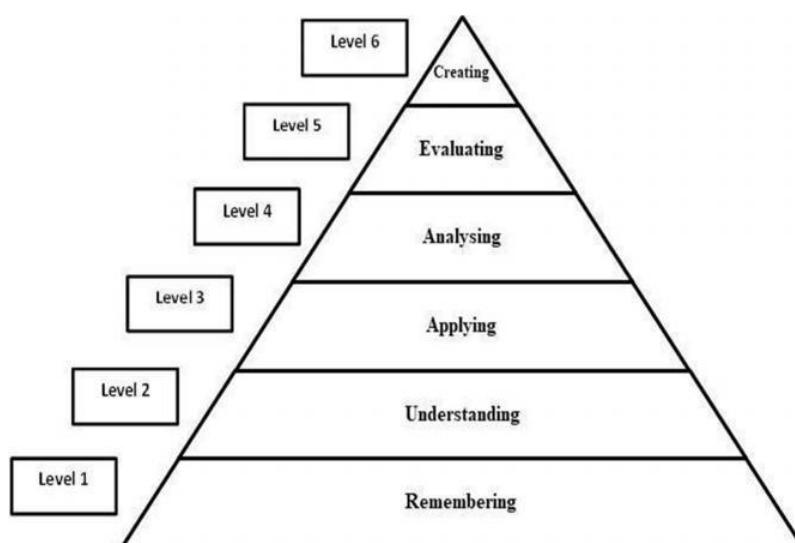 Level 6
Creating
Level 5
Evaluating
Level 4
Analysing
Level 3
Applying
Level 2
Understanding
Level 1
Remembering